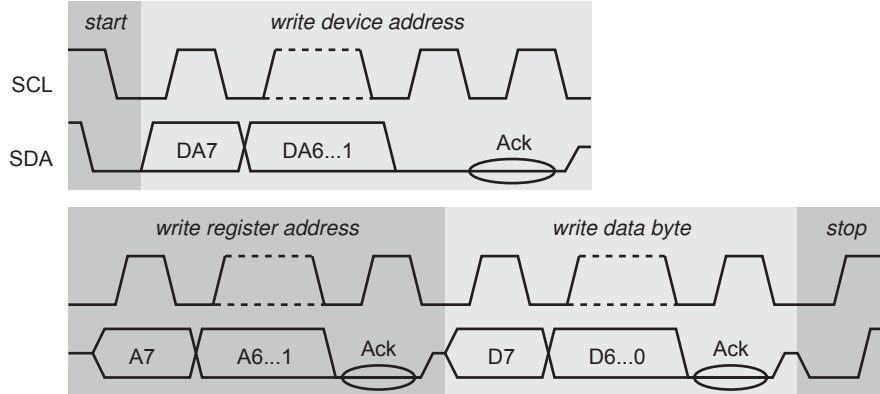 start write device address
SCL
SDA DA7 DA6...1 Ack
write register address write data byte stop
A7 A6...1 Ack D7 D6...0 Ack